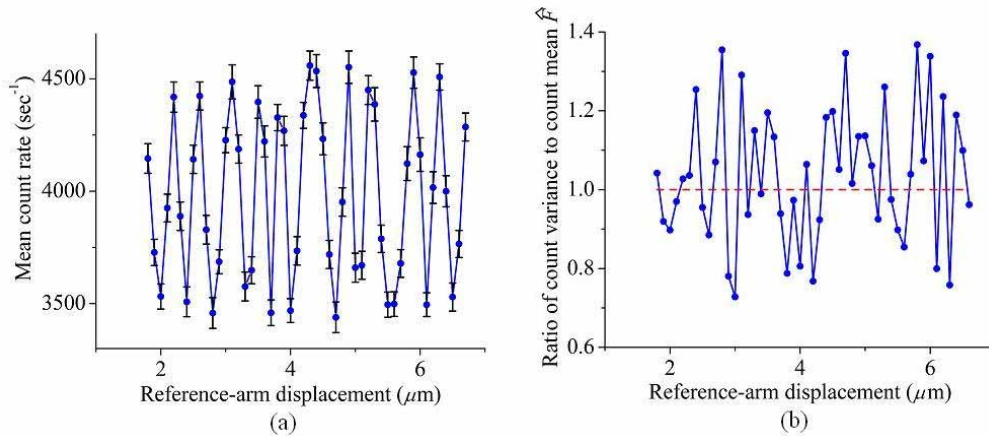 Mean count rate (sec⁻¹)
4500
4000
3500
2
4
6
Reference-arm displacement (μm)
(a)
Ratio of count variance to count mean F̂
1.4
1.2
1.0
0.8
0.6
2
4
6
Reference-arm displacement (μm)
(b)